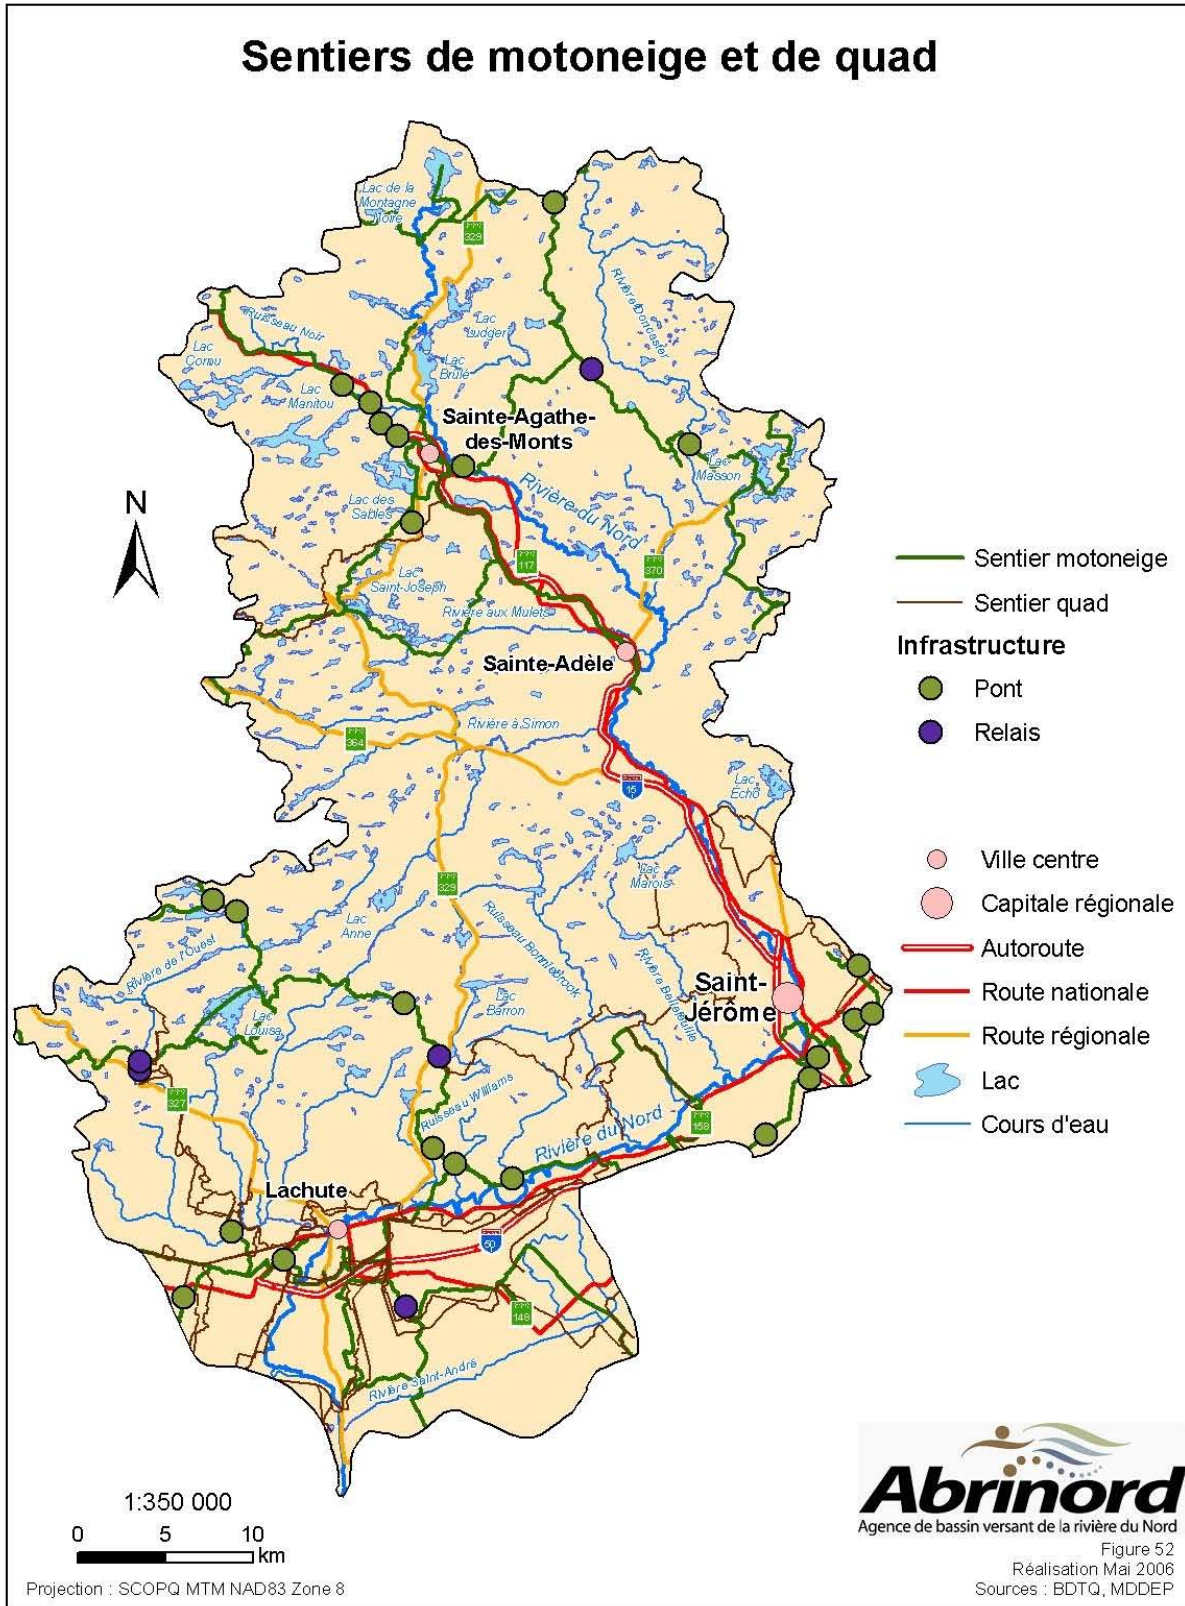 Sentiers de motoneige et de quad
Lac de la
Montagne
Noire
329
Rivière Doncaster
Ruisseau Noir
Lac
Ludger
Lac
Cornu
Lac
Brûlé
Lac
Manitou
Sainte-Agathe-
des-Monts
Lac
Masson
Rivière du Nord
N
Lac des
Sables
117
370
Lac
Saint-Joseph
Rivière aux Mulets
Sainte-Adèle
Rivière à Simon
364
15
Lac
Écho
329
Lac
Marois
Lac
Anne
Ruisseau Bonniebrook
Rivière de l'Ouest
Rivière Bellefeuille
Saint-
Jérôme
Lac
Barron
Lac
Louisa
327
Ruisseau Williams
158
Rivière du Nord
Lachute
50
148
Rivière Saint-André
Sentier motoneige
Sentier quad
Infrastructure
Pont
Relais
Ville centre
Capitale régionale
Autoroute
Route nationale
Route régionale
Lac
Cours d'eau
1:350 000
0 5 10
km
Projection : SCOPQ MTM NAD83 Zone 8
Abrinord
Agence de bassin versant de la rivière du Nord
Figure 52
Réalisation Mai 2006
Sources : BDTQ, MDDEP